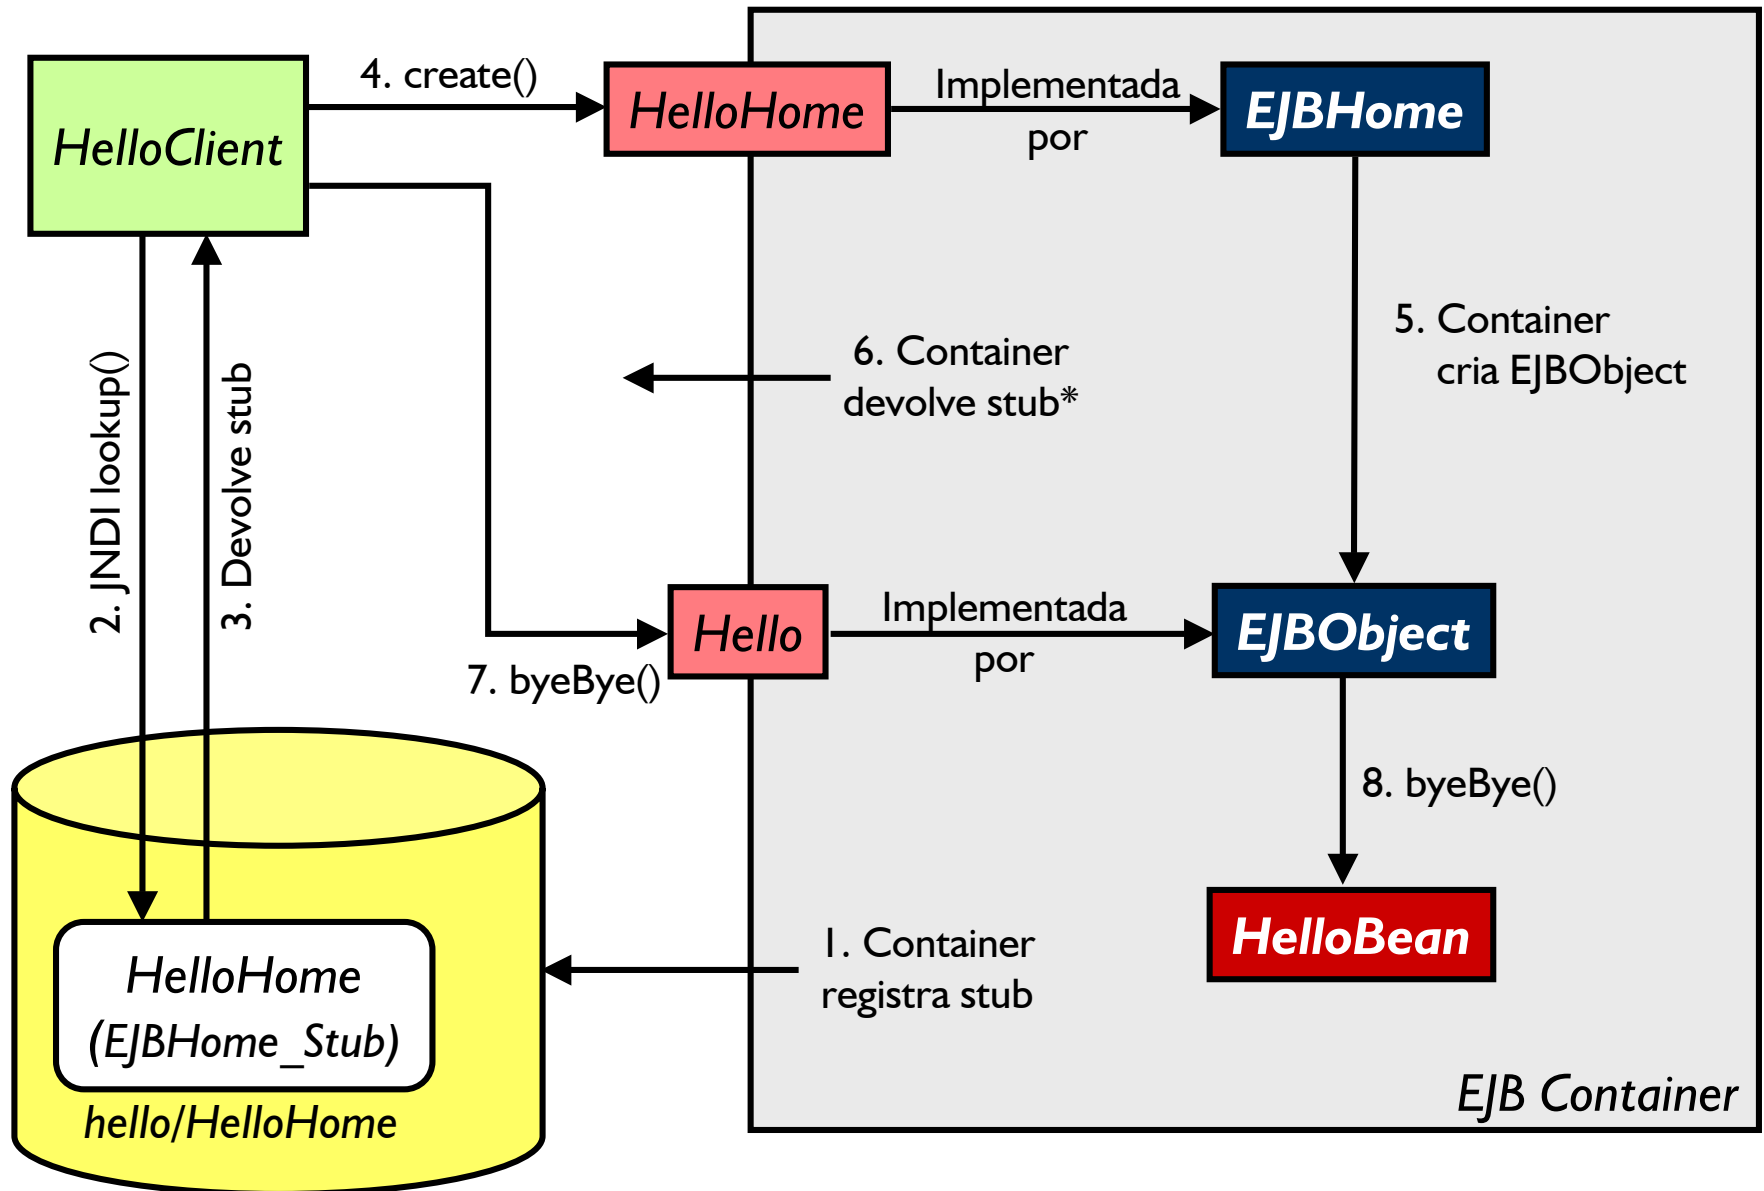 4. create()
HelloClient
HelloHome
Implementada
por
EJBHome
2. JNDI lookup()
3. Devolve stub
6. Container
devolve stub*
5. Container
cria EJBObject
7. byeBye()
Hello
Implementada
por
EJBObject
8. byeBye()
HelloBean
1. Container
registra stub
HelloHome
(EJBHome_Stub)
hello/HelloHome
EJB Container